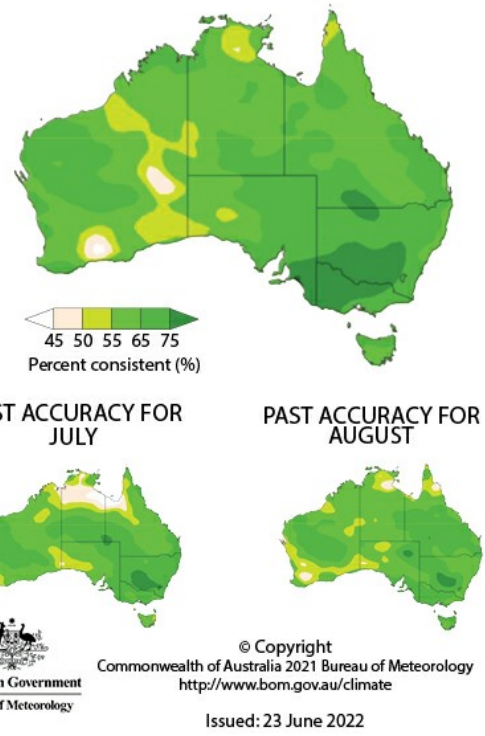 45 50 55 65 75
Percent consistent (%)
ST ACCURACY FOR
JULY
PAST ACCURACY FOR
AUGUST
n Government
f Meteorology
© Copyright
Commonwealth of Australia 2021 Bureau of Meteorology
http://www.bom.gov.au/climate
Issued: 23 June 2022